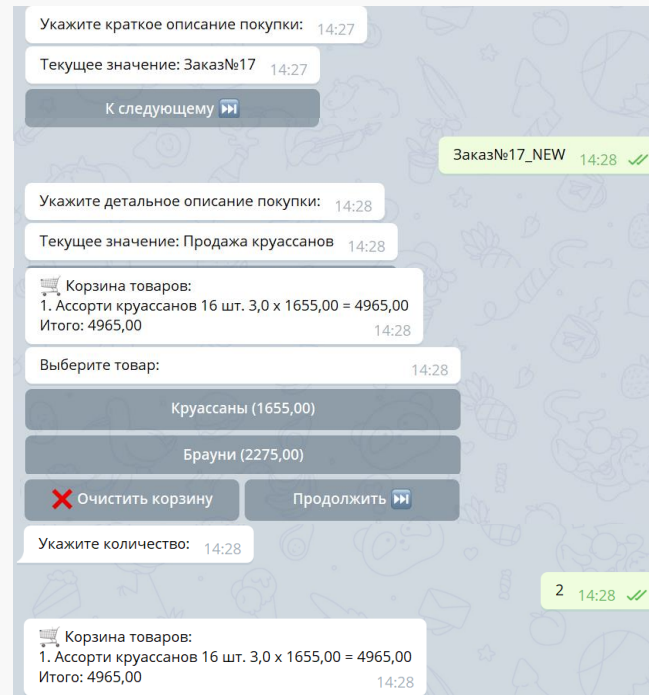 Укажите краткое описание покупки: 14:27
Текущее значение: Заказ№17 14:27
К следующему ⏭
Заказ№17_NEW 14:28
Укажите детальное описание покупки: 14:28
Текущее значение: Продажа круассанов 14:28
🛒 Корзина товаров:
1. Ассорти круассанов 16 шт. 3,0 x 1655,00 = 4965,00
Итого: 4965,00 14:28
Выберите товар: 14:28
Круассаны (1655,00)
Брауни (2275,00)
❌ Очистить корзину Продолжить ⏭
Укажите количество: 14:28
2 14:28
🛒 Корзина товаров:
1. Ассорти круассанов 16 шт. 3,0 x 1655,00 = 4965,00
Итого: 4965,00 14:28